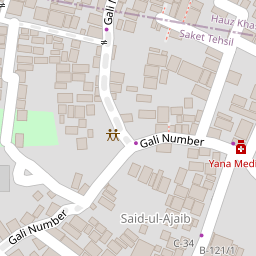 Gali
Hauz Kha
Saket Tehsil
Gali Number
Yana Medi
Gali Number
Said-ul-Ajaib
C.34
B-121/1